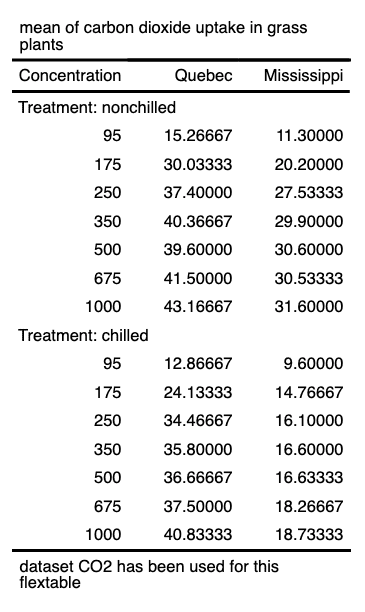 mean of carbon dioxide uptake in grass
plants
Concentration Quebec Mississippi
Treatment: nonchilled
95 15.26667 11.30000
175 30.03333 20.20000
250 37.40000 27.53333
350 40.36667 29.90000
500 39.60000 30.60000
675 41.50000 30.53333
1000 43.16667 31.60000
Treatment: chilled
95 12.86667 9.60000
175 24.13333 14.76667
250 34.46667 16.10000
350 35.80000 16.60000
500 36.66667 16.63333
675 37.50000 18.26667
1000 40.83333 18.73333
dataset CO2 has been used for this
flextable